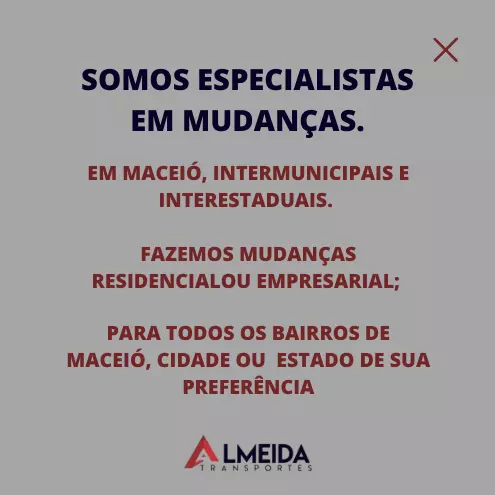 SOMOS ESPECIALISTAS
EM MUDANÇAS.
EM MACEIÓ, INTERMUNICIPAIS E
INTERESTADUAIS.
FAZEMOS MUDANÇAS
RESIDENCIALOU EMPRESARIAL;
PARA TODOS OS BAIRROS DE
MACEIÓ, CIDADE OU ESTADO DE SUA
PREFERÊNCIA
ALMEIDA
TRANSPORTES